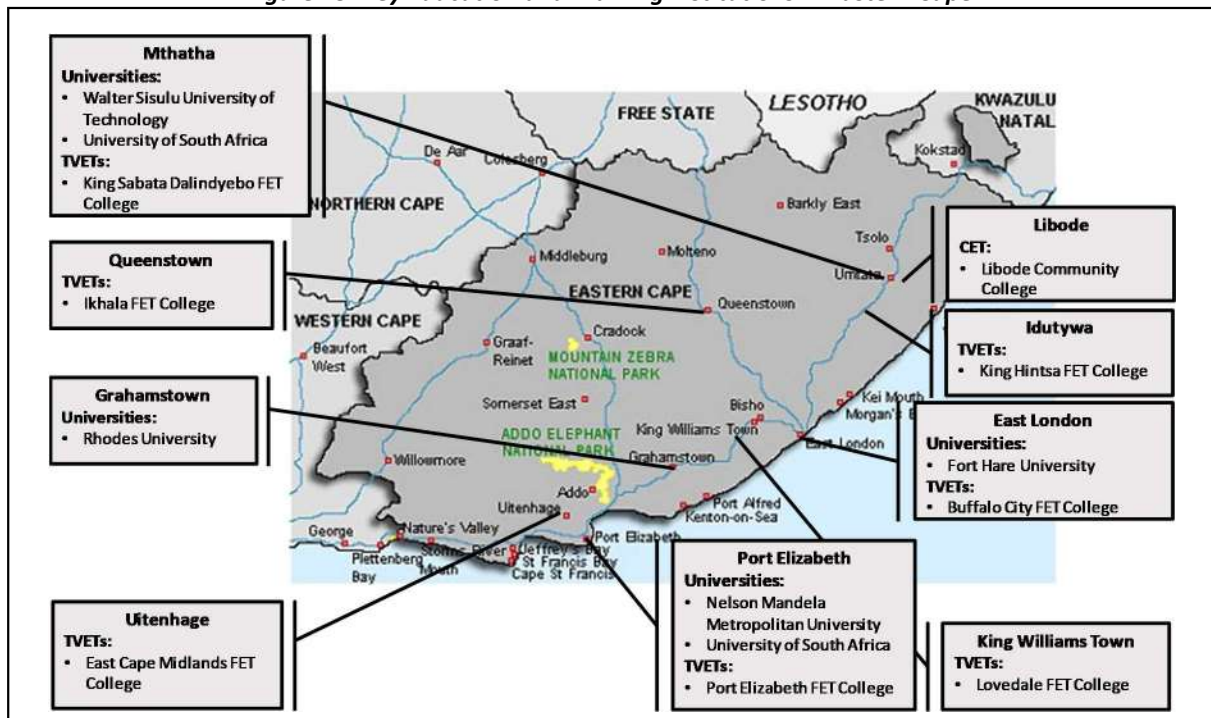 Mthatha
Universities:
• Walter Sisulu University of
Technology
• University of South Africa
TVETs:
• King Sabata Dalindyebo FET
College
Queenstown
TVETs:
• Ikhala FET College
Grahamstown
Universities:
• Rhodes University
Uitenhage
TVETs:
• East Cape Midlands FET
College
FREE STATE
LESOTHO
KWAZULU
NATAL
De Aar
Colesberg
Kokstad
NORTHERN CAPE
Barkly East
Tsolo
Middleburg
Molteno
Umtata
EASTERN CAPE
Queenstown
WESTERN CAPE
Cradock
Beaufort
West
Graaf-
Reinet
MOUNTAIN ZEBRA
NATIONAL PARK
Somerset East
Bisho
Kei Mouth
Morgan's
King Williams Town
East London
ADDO ELEPHANT
NATIONAL PARK
Grahamstown
Willowmore
Addo
Uitenhage
Port Alfred
Kenton-on-Sea
George
Nature's Valley
Port Elizabeth
Plettenberg
Bay
Storms River
Mouth
Jeffrey's Bay
St Francis Bay
Cape St Francis
Libode
CET:
• Libode Community
College
Idutywa
TVETs:
• King Hintsa FET College
East London
Universities:
• Fort Hare University
TVETs:
• Buffalo City FET College
Port Elizabeth
Universities:
• Nelson Mandela
Metropolitan University
• University of South Africa
TVETs:
• Port Elizabeth FET College
King Williams Town
TVETs:
• Lovedale FET College